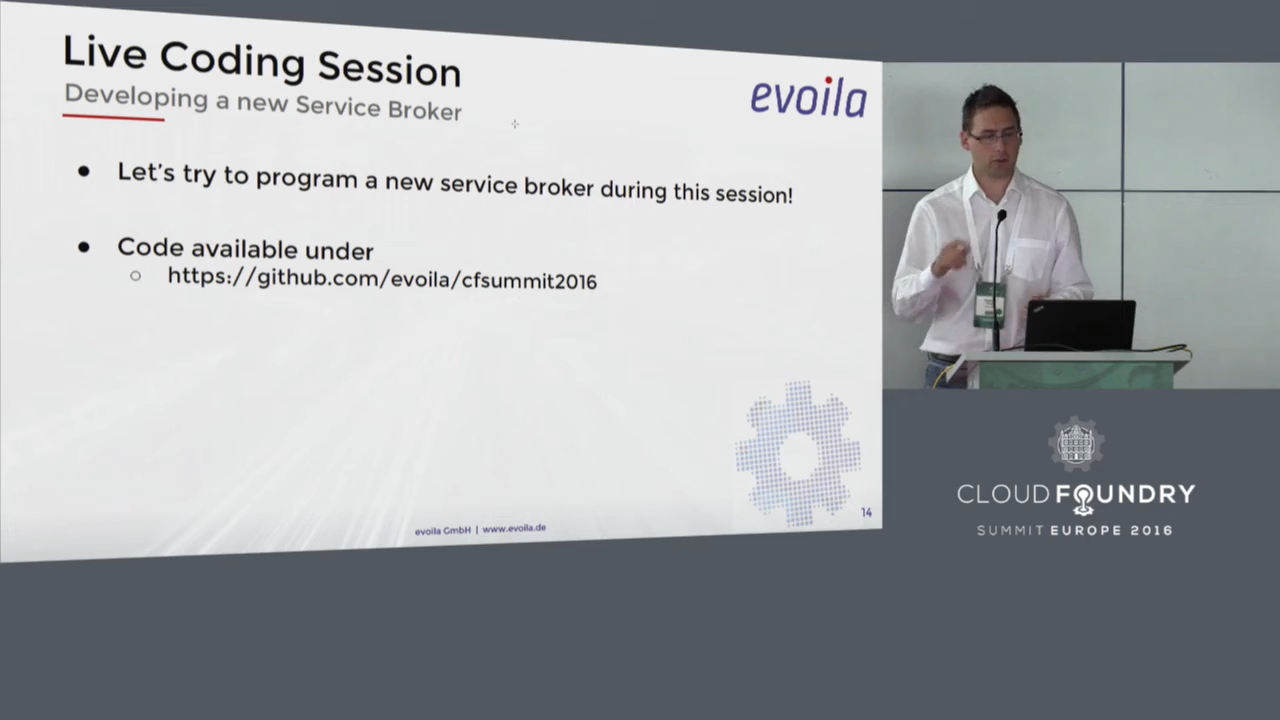 Live Coding Session
Developing a new Service Broker
evoila
● Let's try to program a new service broker during this session!
● Code available under
○ https://github.com/evoila/cfsummit2016
evoila GmbH | www.evoila.de
14
CLOUD FOUNDRY
SUMMIT EUROPE 2016